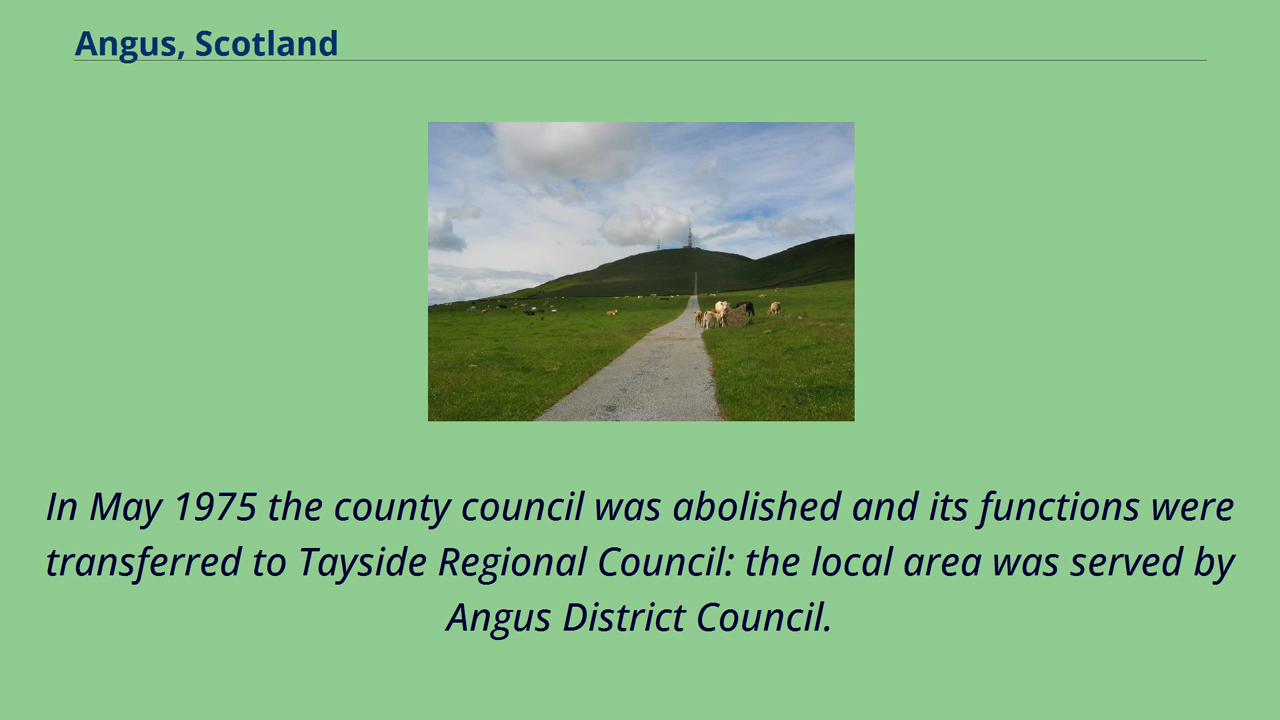 Angus, Scotland
In May 1975 the county council was abolished and its functions were
transferred to Tayside Regional Council: the local area was served by
Angus District Council.